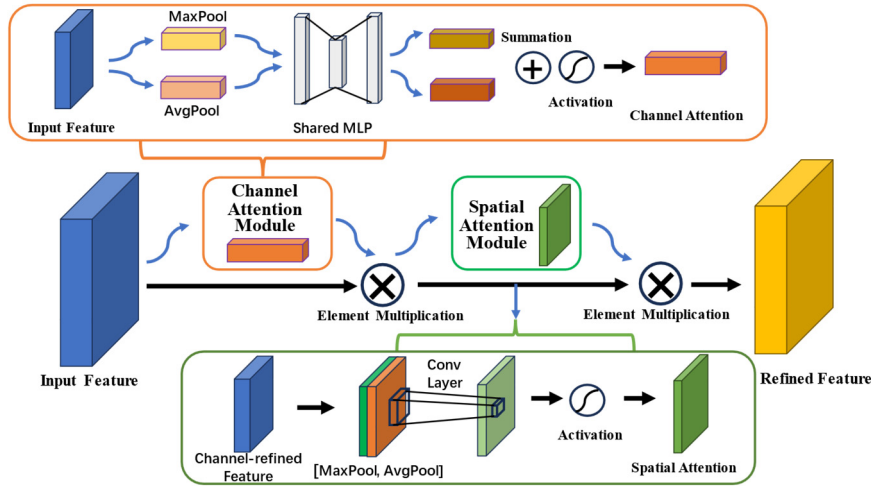 MaxPool
AvgPool
Input Feature
Shared MLP
Summation
Activation
Channel Attention
Channel
Attention
Module
Spatial
Attention
Module
Element Multiplication
Element Multiplication
Input Feature
Refined Feature
Conv
Layer
Channel-refined
Feature
[MaxPool, AvgPool]
Activation
Spatial Attention